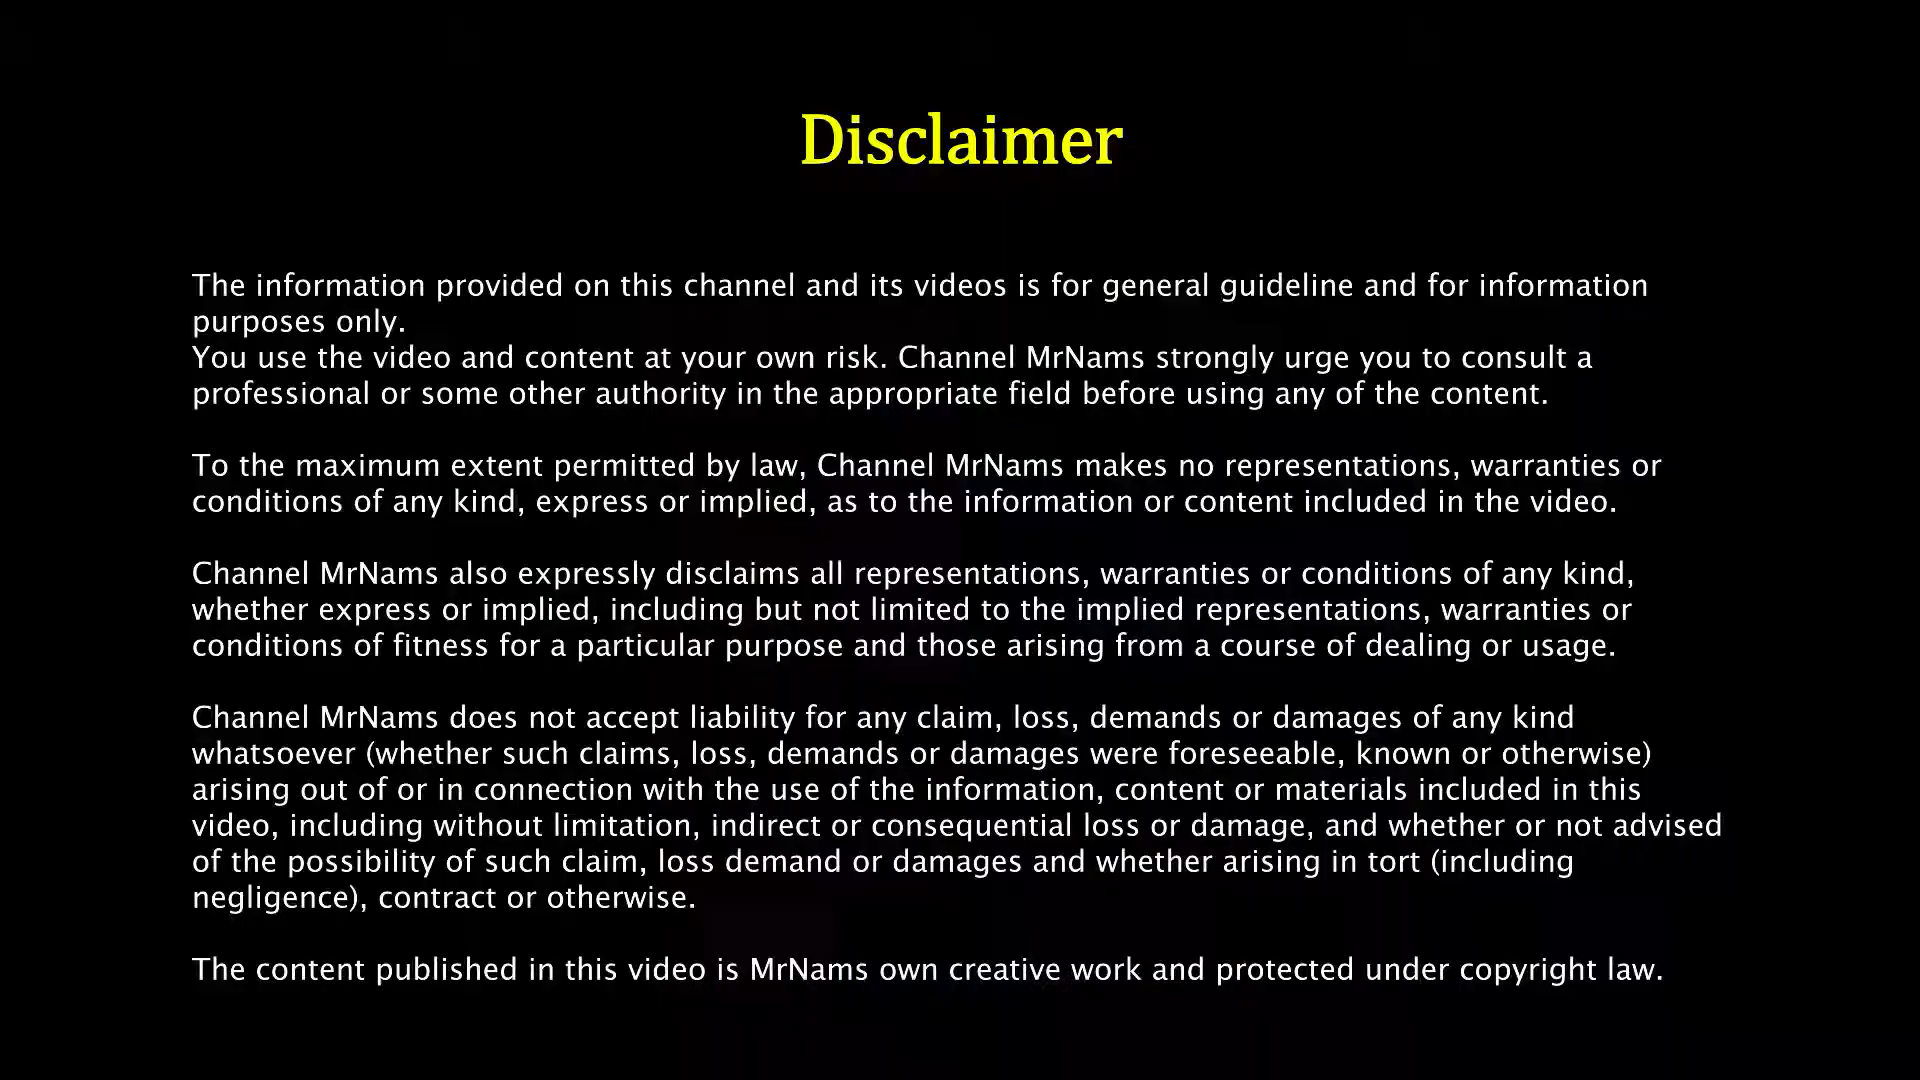 Disclaimer
The information provided on this channel and its videos is for general guideline and for information
purposes only.
You use the video and content at your own risk. Channel MrNams strongly urge you to consult a
professional or some other authority in the appropriate field before using any of the content.
To the maximum extent permitted by law, Channel MrNams makes no representations, warranties or
conditions of any kind, express or implied, as to the information or content included in the video.
Channel MrNams also expressly disclaims all representations, warranties or conditions of any kind,
whether express or implied, including but not limited to the implied representations, warranties or
conditions of fitness for a particular purpose and those arising from a course of dealing or usage.
Channel MrNams does not accept liability for any claim, loss, demands or damages of any kind
whatsoever (whether such claims, loss, demands or damages were foreseeable, known or otherwise)
arising out of or in connection with the use of the information, content or materials included in this
video, including without limitation, indirect or consequential loss or damage, and whether or not advised
of the possibility of such claim, loss demand or damages and whether arising in tort (including
negligence), contract or otherwise.
The content published in this video is MrNams own creative work and protected under copyright law.